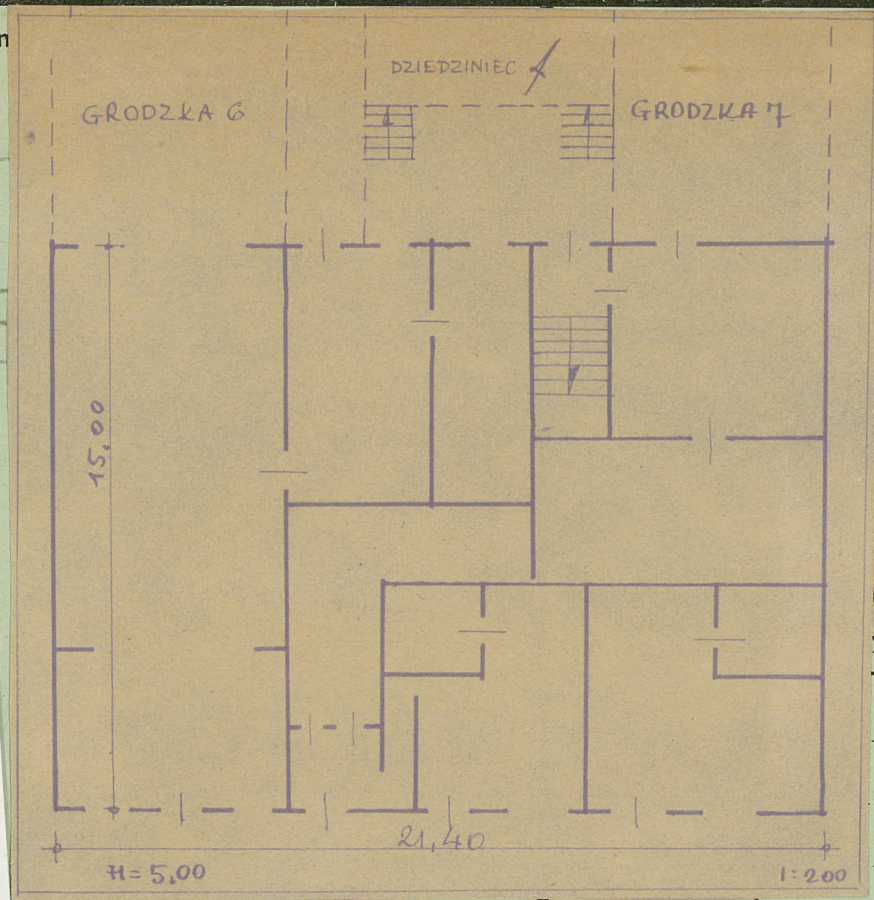 DZIEDZINIEC
GRODZKA 6
GRODZKA 7
15,00
21,40
H = 5,00
1:200